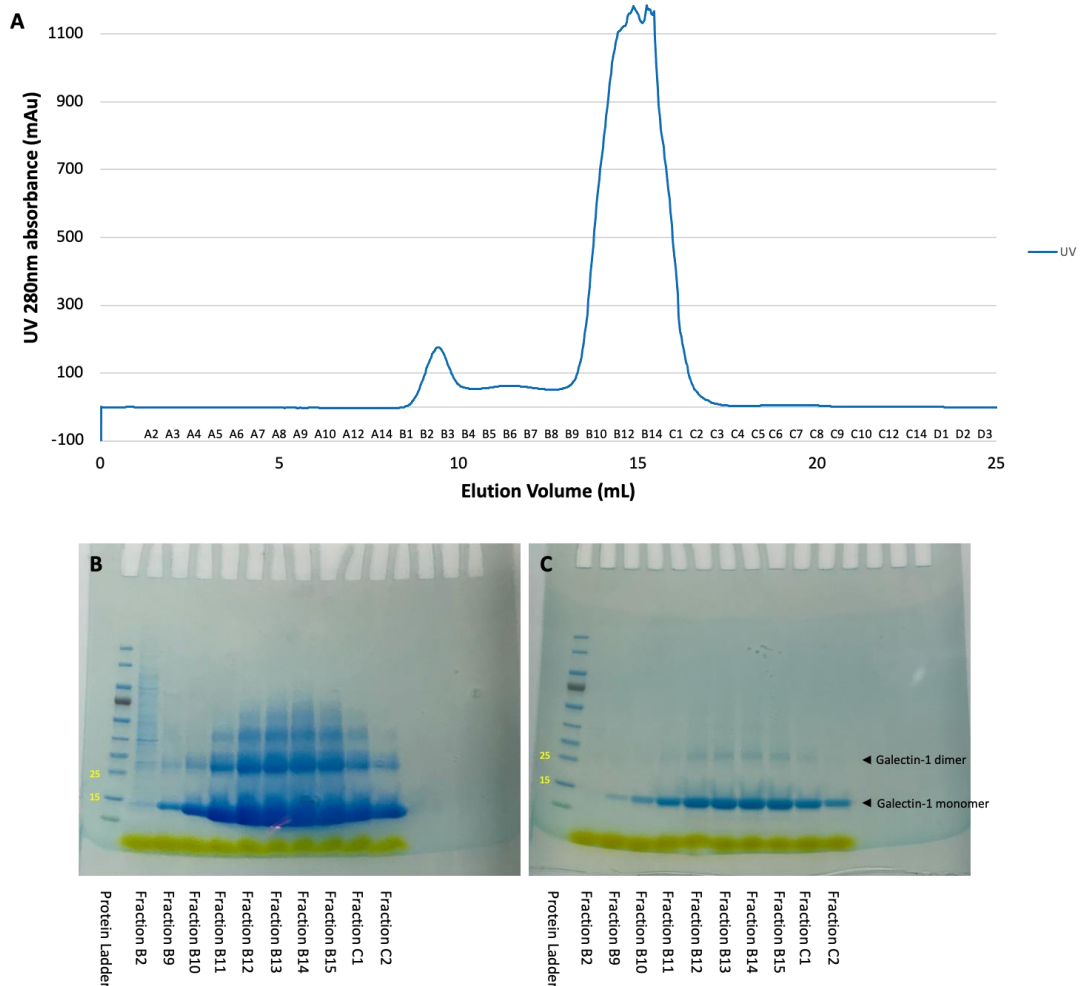 A
1100
900
700
500
300
100
-100
UV 280nm absorbance (mAu)
UV
A2 A3 A4 A5 A6 A7 A8 A9 A10 A12 A14 B1 B2 B3 B4 B5 B6 B7 B8 B9 B10 B12 B14 C1 C2 C3 C4 C5 C6 C7 C8 C9 C10 C12 C14 D1 D2 D3
0 5 10 15 20 25
Elution Volume (mL)
B
25
15
C
25
15
◄ Galectin-1 dimer
◄ Galectin-1 monomer
Protein Ladder
Fraction B2
Fraction B9
Fraction B10
Fraction B11
Fraction B12
Fraction B13
Fraction B14
Fraction B15
Fraction C1
Fraction C2
Protein Ladder
Fraction B2
Fraction B9
Fraction B10
Fraction B11
Fraction B12
Fraction B13
Fraction B14
Fraction B15
Fraction C1
Fraction C2